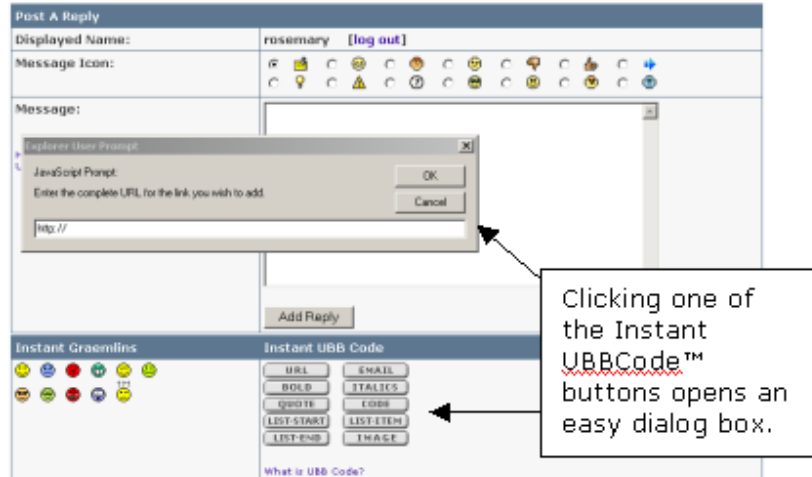 Post A Reply
Displayed Name: rosemary [log out]
Message Icon:
Message:
Explorer User Prompt
JavaScript Prompt:
Enter the complete URL for the link you wish to add.
OK
Cancel
http://
Add Reply
Clicking one of
the Instant
UBBCode™
buttons opens an
easy dialog box.
Instant Graemlins
Instant UBB Code
URL EMAIL
BOLD ITALICS
QUOTE CODE
LIST-START LIST-ITEM
LIST-END IMAGE
What is UBB Code?